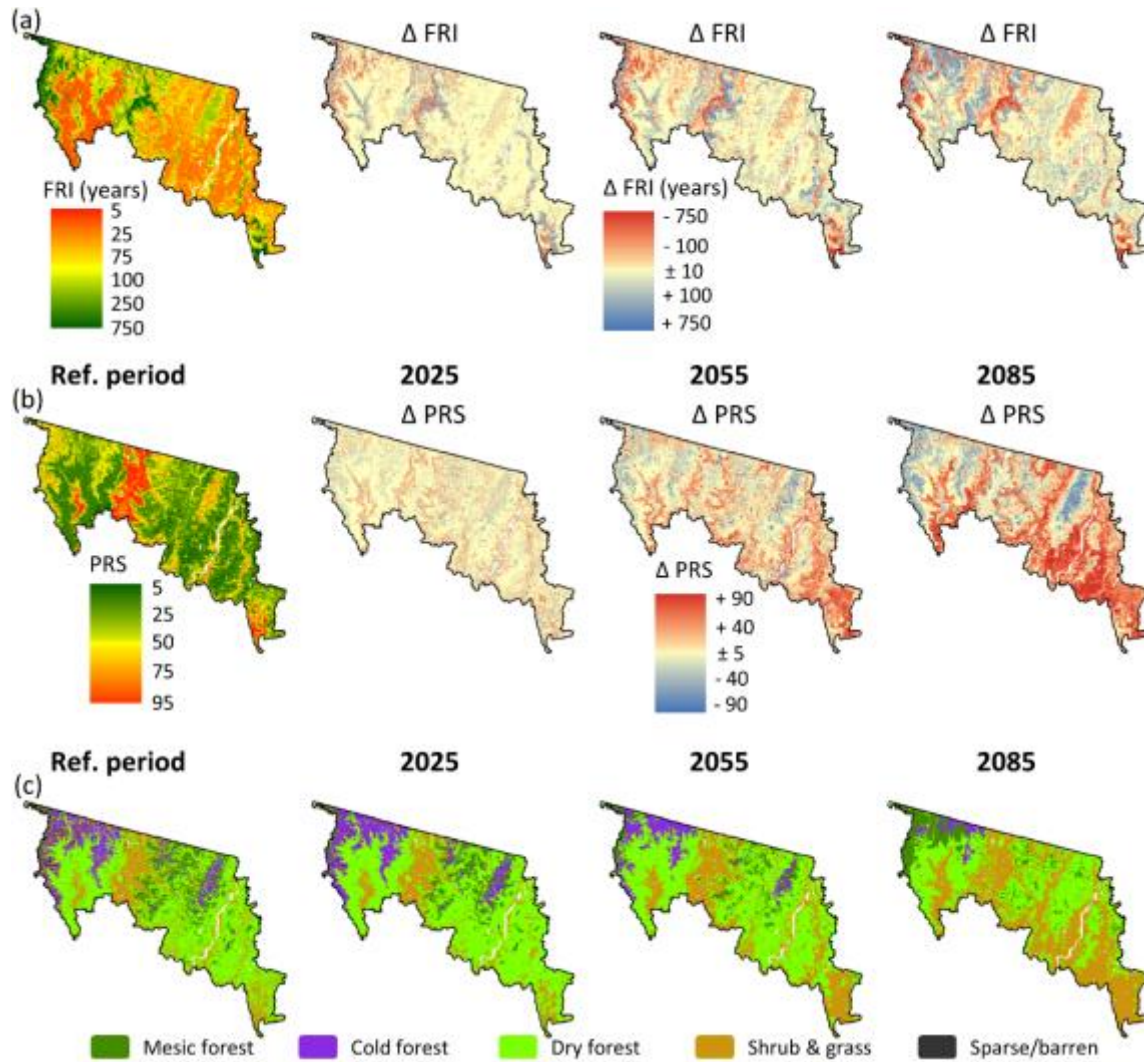 (a)
Δ FRI
Δ FRI
Δ FRI
FRI (years)
5
25
75
100
250
750
Δ FRI (years)
- 750
- 100
± 10
+ 100
+ 750
Ref. period
2025
2055
2085
(b)
Δ PRS
Δ PRS
Δ PRS
PRS
5
25
50
75
95
Δ PRS
+ 90
+ 40
± 5
- 40
- 90
Ref. period
2025
2055
2085
(c)
Mesic forest
Cold forest
Dry forest
Shrub & grass
Sparse/barren